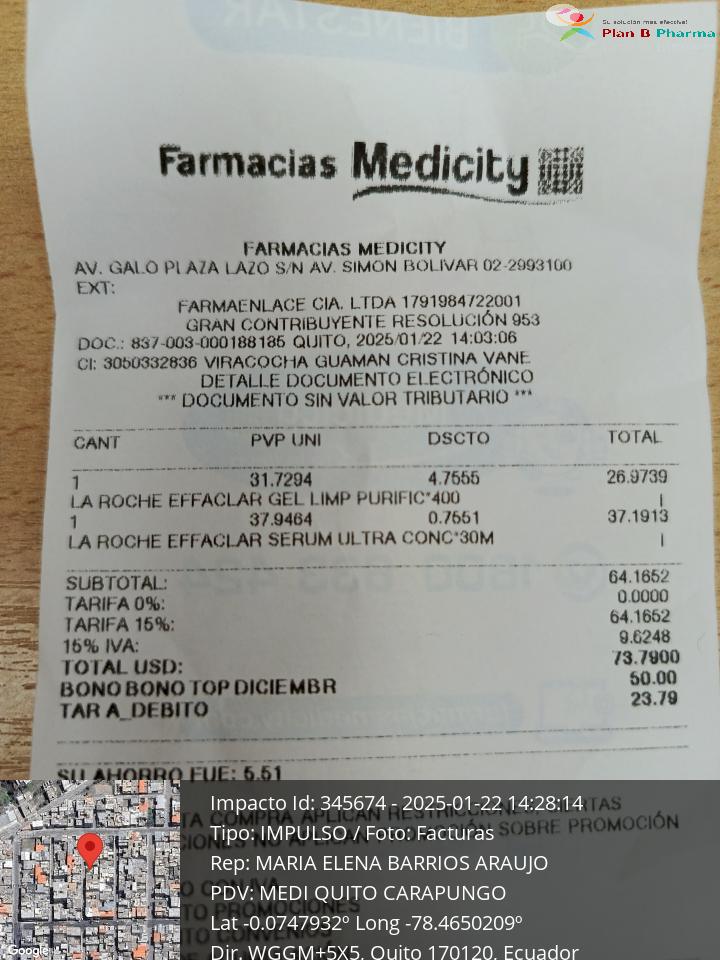 Su solución más efectiva!
Plan B Pharma
Farmacias Medicity
FARMACIAS MEDICITY
AV. GALO PLAZA LAZO S/N AV. SIMON BOLIVAR 02-2993100
EXT:
FARMAENLACE CIA. LTDA 1791984722001
GRAN CONTRIBUYENTE RESOLUCIÓN 953
DOC.: 837-003-000188185 QUITO, 2025/01/22 14:03:06
CI: 3050332836 VIRACOCHA GUAMAN CRISTINA VANE
DETALLE DOCUMENTO ELECTRÓNICO
*** DOCUMENTO SIN VALOR TRIBUTARIO ***
CANT PVP UNI DSCTO TOTAL
1 31.7294 4.7555 26.9739
LA ROCHE EFFACLAR GEL LIMP PURIFIC*400 I
1 37.9464 0.7551 37.1913
LA ROCHE EFFACLAR SERUM ULTRA CONC*30M I
SUBTOTAL: 64.1652
TARIFA 0%: 0.0000
TARIFA 15%: 64.1652
15% IVA: 9.6248
TOTAL USD: 73.7900
BONO BONO TOP DICIEMBR 50.00
TAR A_DEBITO 23.79
SU AHORRO FUE: 5.51
Impacto Id: 345674 - 2025-01-22 14:28:14
Tipo: IMPULSO / Foto: Facturas
Rep: MARIA ELENA BARRIOS ARAUJO
PDV: MEDI QUITO CARAPUNGO
Lat -0.0747932º Long -78.4650209º
Dir. WGGM+5X5, Quito 170120, Ecuador
Google